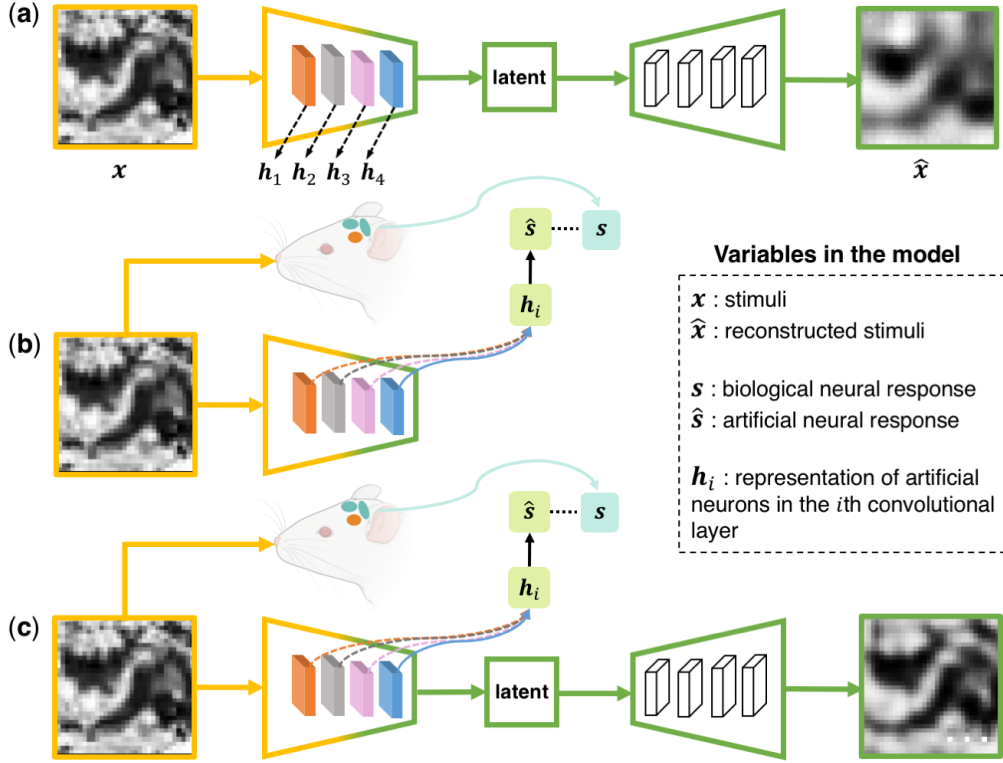 (a)
latent
x
h₁ h₂ h₃ h₄
x̂
ŝ s
hᵢ
(b)
Variables in the model
x : stimuli
x̂ : reconstructed stimuli
s : biological neural response
ŝ : artificial neural response
hᵢ : representation of artificial
neurons in the ith convolutional
layer
ŝ s
hᵢ
(c)
latent